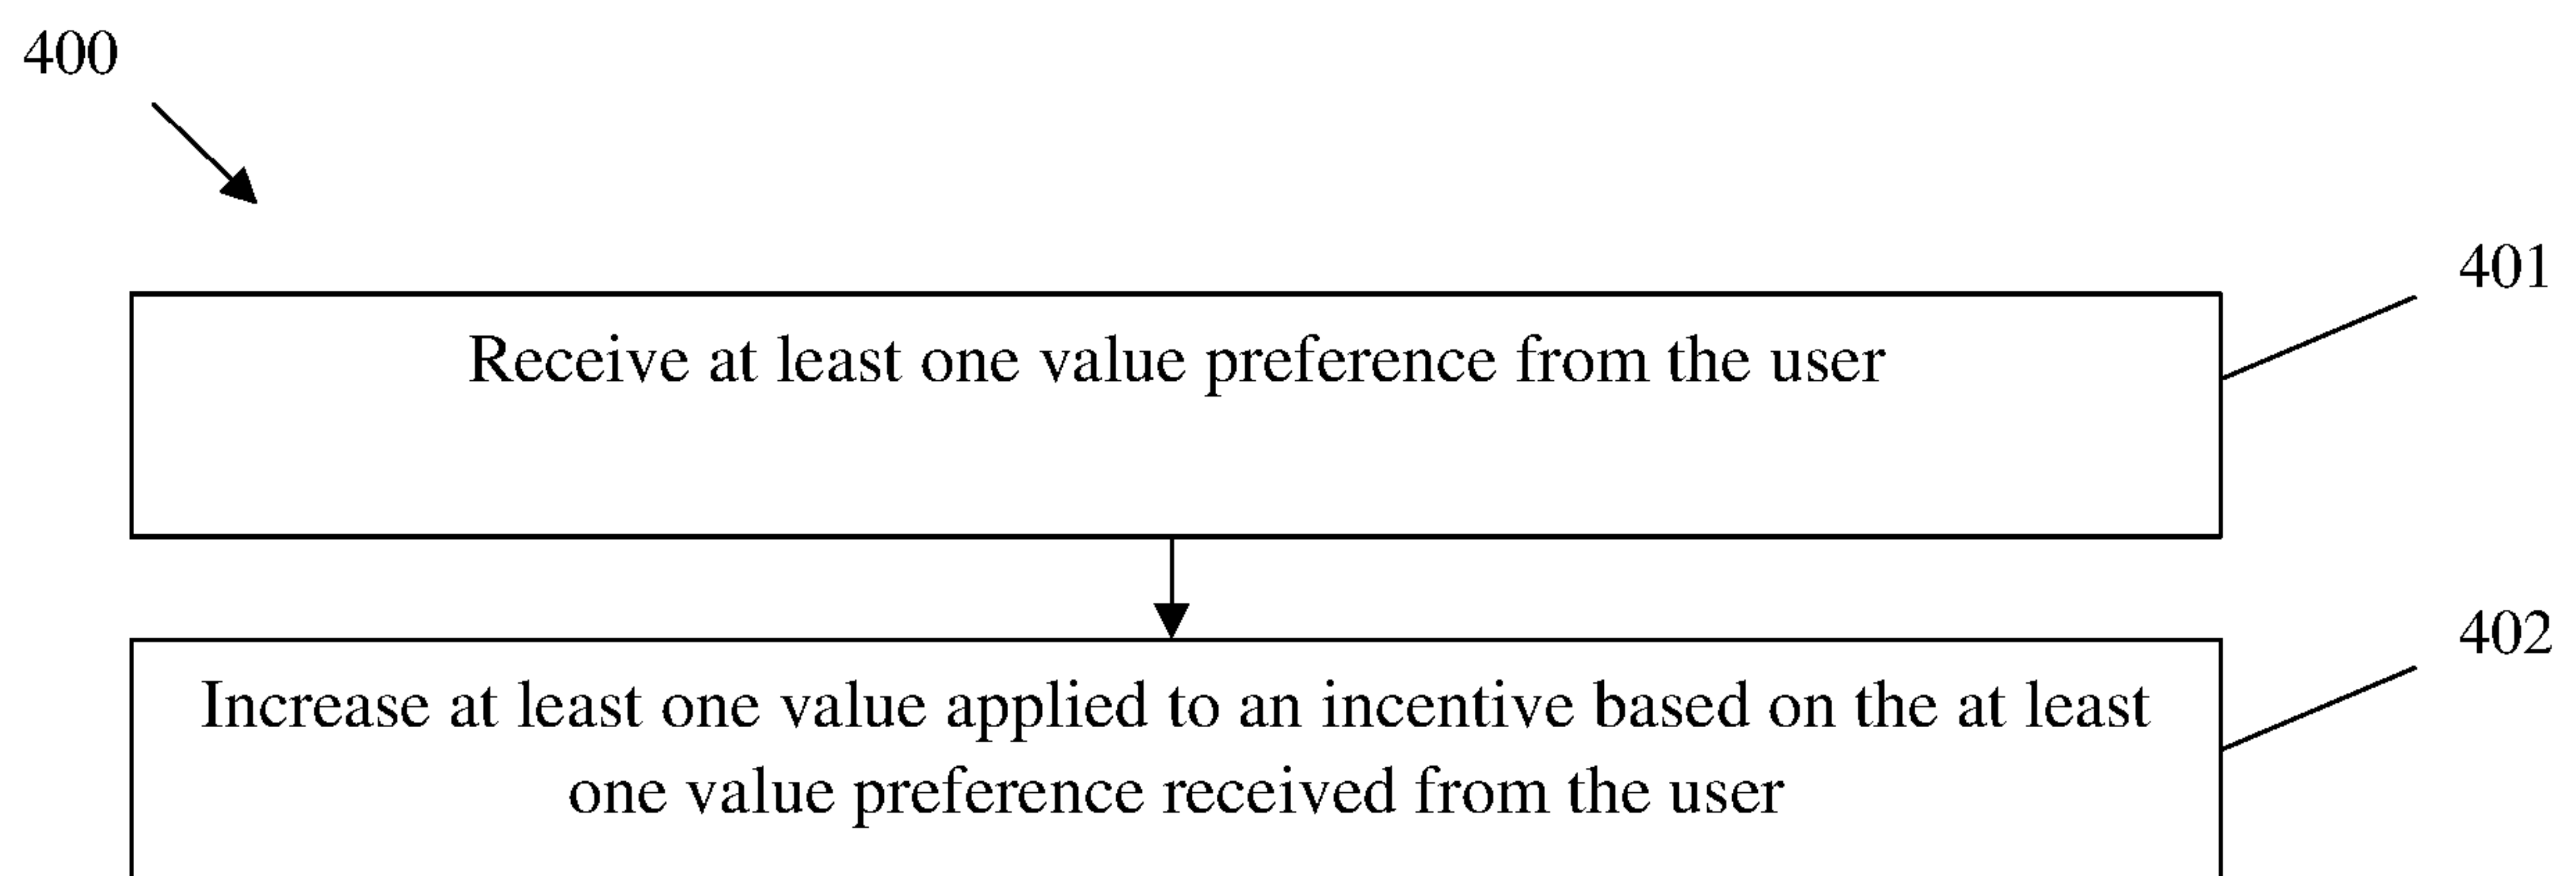 400
401
Receive at least one value preference from the user
402
Increase at least one value applied to an incentive based on the at least
one value preference received from the user